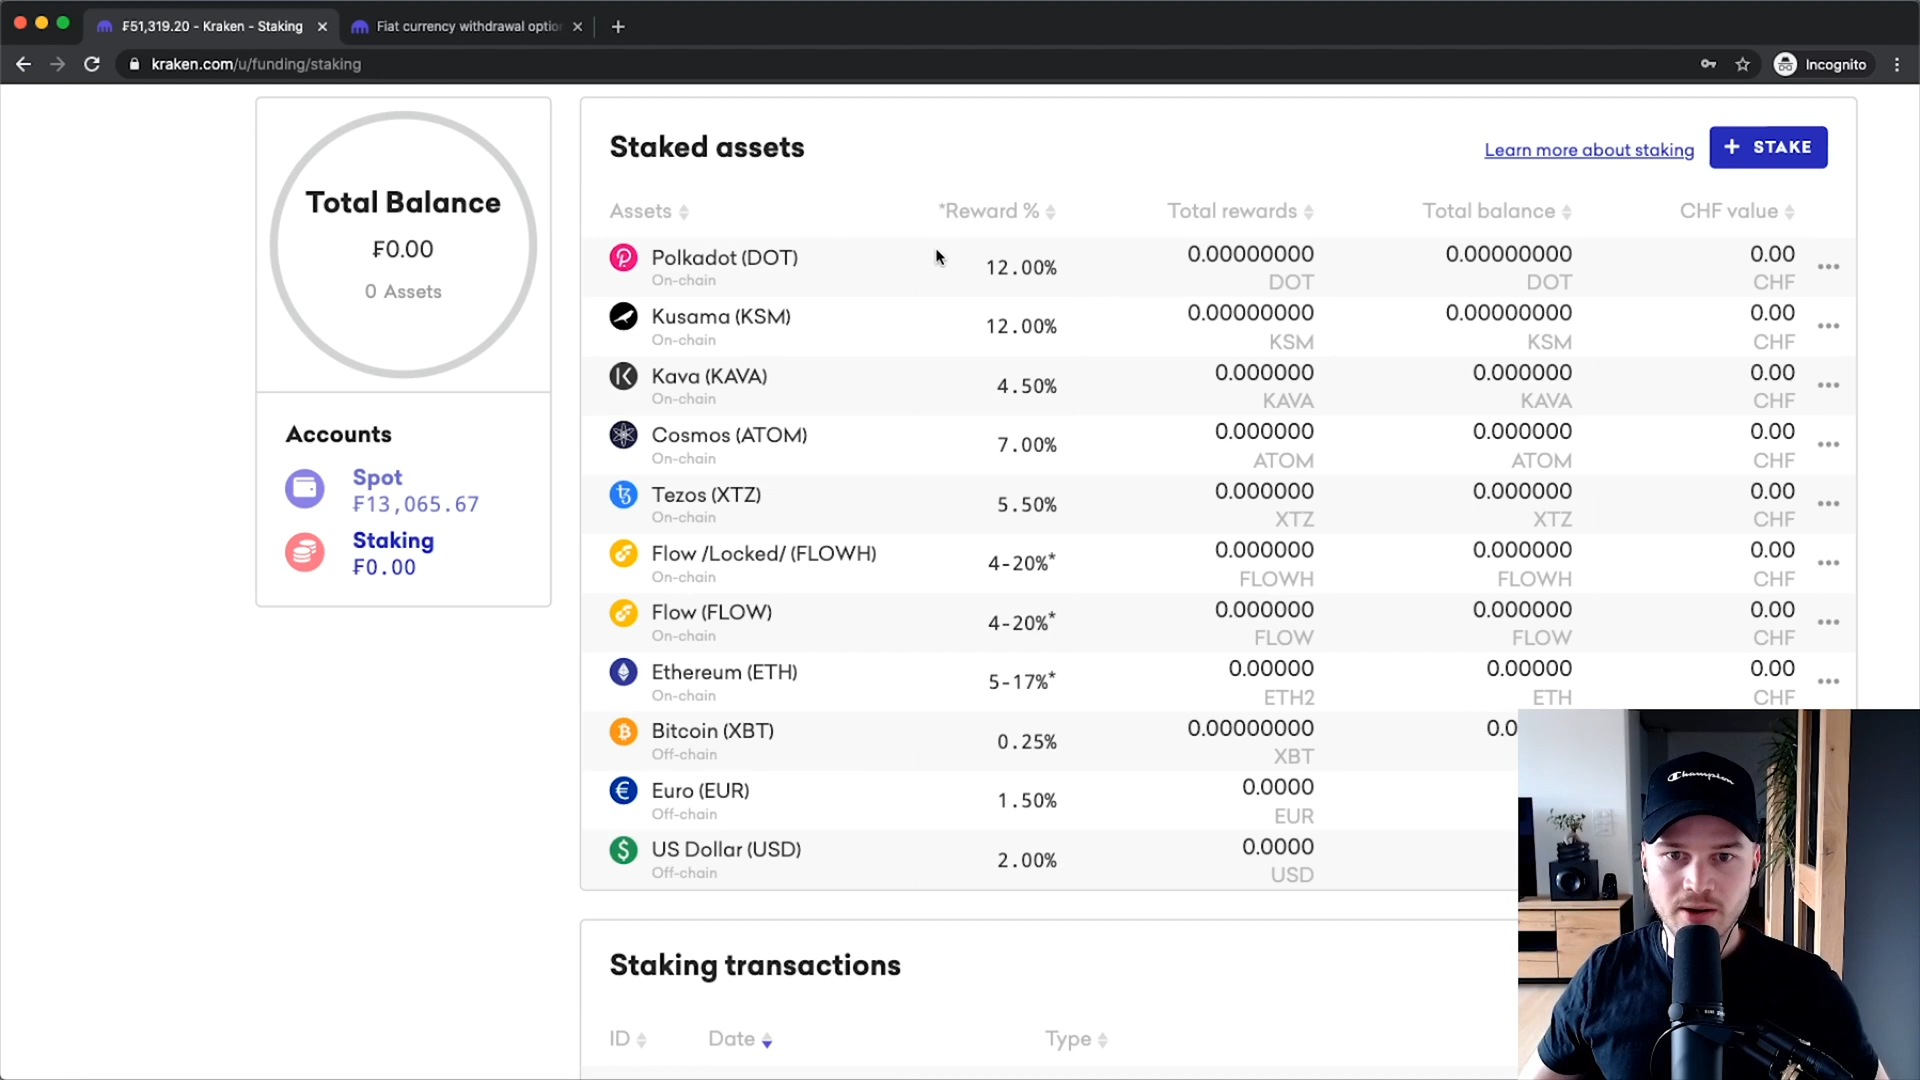 ₣51,319.20 - Kraken - Staking
Fiat currency withdrawal optio
kraken.com/u/funding/staking
Incognito
Total Balance
₣0.00
0 Assets
Accounts
Spot
₣13,065.67
Staking
₣0.00
Staked assets
Learn more about staking
+ STAKE
Assets *Reward % Total rewards Total balance CHF value
Polkadot (DOT) 12.00% 0.00000000 0.00000000 0.00
On-chain DOT DOT CHF
Kusama (KSM) 12.00% 0.00000000 0.00000000 0.00
On-chain KSM KSM CHF
Kava (KAVA) 4.50% 0.000000 0.000000 0.00
On-chain KAVA KAVA CHF
Cosmos (ATOM) 7.00% 0.000000 0.000000 0.00
On-chain ATOM ATOM CHF
Tezos (XTZ) 5.50% 0.000000 0.000000 0.00
On-chain XTZ XTZ CHF
Flow /Locked/ (FLOWH) 4-20%* 0.000000 0.000000 0.00
On-chain FLOWH FLOWH CHF
Flow (FLOW) 4-20%* 0.000000 0.000000 0.00
On-chain FLOW FLOW CHF
Ethereum (ETH) 5-17%* 0.00000 0.00000 0.00
On-chain ETH2 ETH CHF
Bitcoin (XBT) 0.25% 0.00000000 0.0
Off-chain XBT
Euro (EUR) 1.50% 0.0000
Off-chain EUR
US Dollar (USD) 2.00% 0.0000
Off-chain USD
Staking transactions
ID Date Type
Champion